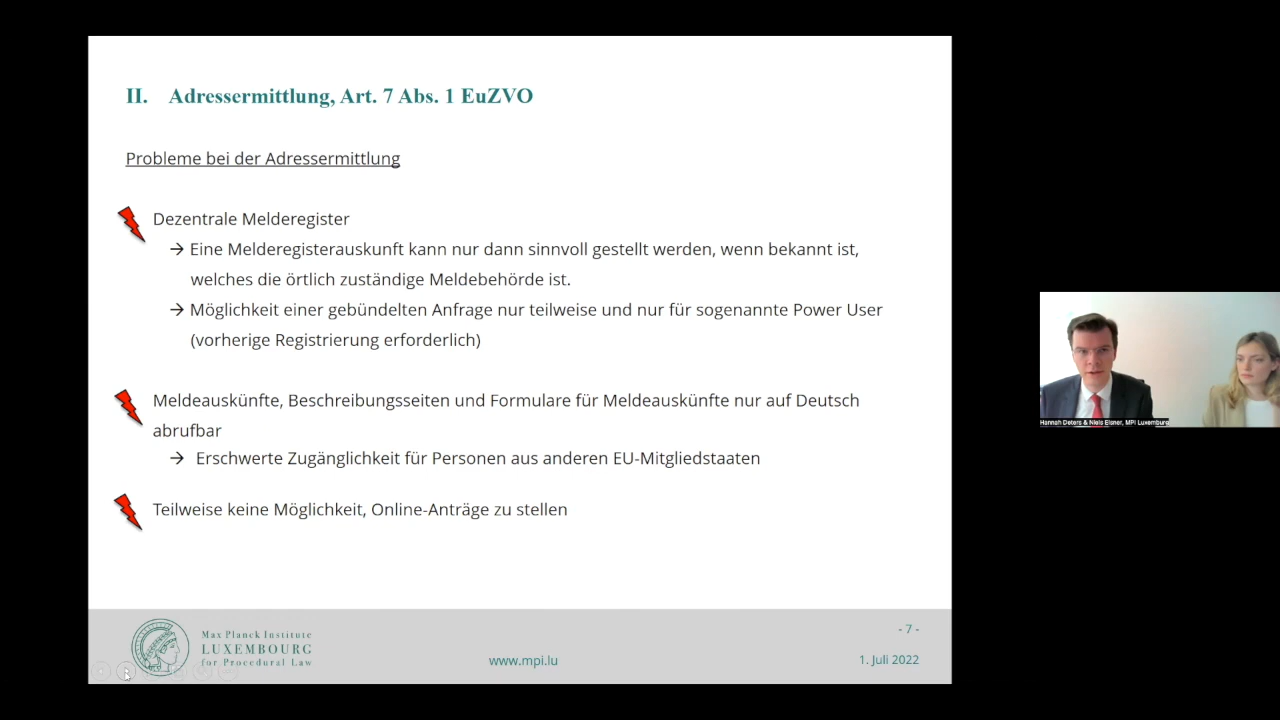 II. Adressermittlung, Art. 7 Abs. 1 EuZVO
Probleme bei der Adressermittlung
Dezentrale Melderegister
→ Eine Melderegisterauskunft kann nur dann sinnvoll gestellt werden, wenn bekannt ist,
welches die örtlich zuständige Meldebehörde ist.
→ Möglichkeit einer gebündelten Anfrage nur teilweise und nur für sogenannte Power User
(vorherige Registrierung erforderlich)
Meldeauskünfte, Beschreibungsseiten und Formulare für Meldeauskünfte nur auf Deutsch
abrufbar
→ Erschwerte Zugänglichkeit für Personen aus anderen EU-Mitgliedstaaten
Teilweise keine Möglichkeit, Online-Anträge zu stellen
Max Planck Institute
LUXEMBOURG
for Procedural Law
www.mpi.lu
- 7 -
1. Juli 2022
Hannah Deters & Niels Elsner, MPI Luxembourg